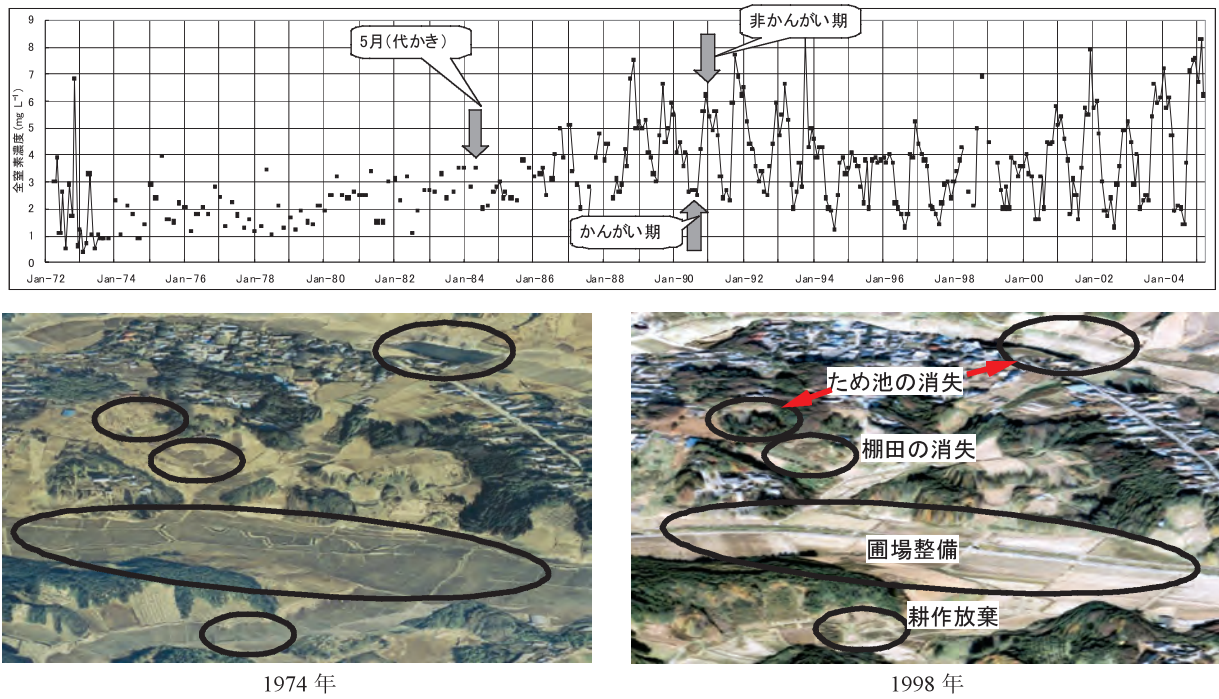 9
8
7
6
5
4
3
2
1
0
全窒素濃度(mg L⁻¹)
5月(代かき)
非かんがい期
かんがい期
Jan-72 Jan-74 Jan-76 Jan-78 Jan-80 Jan-82 Jan-84 Jan-86 Jan-88 Jan-90 Jan-92 Jan-94 Jan-96 Jan-98 Jan-00 Jan-02 Jan-04
ため池の消失
棚田の消失
圃場整備
耕作放棄
1974 年
1998 年